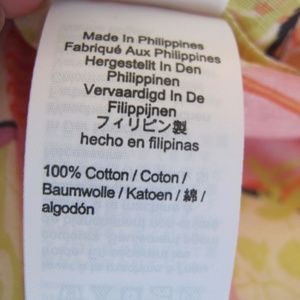 Made In Philippines
Fabriqué Aux Philippines
Hergestellt In Den
Philippinen
Vervaardigd In De
Filippijnen
フィリピン製
hecho en filipinas
100% Cotton / Coton /
Baumwolle / Katoen / 綿 /
algodón